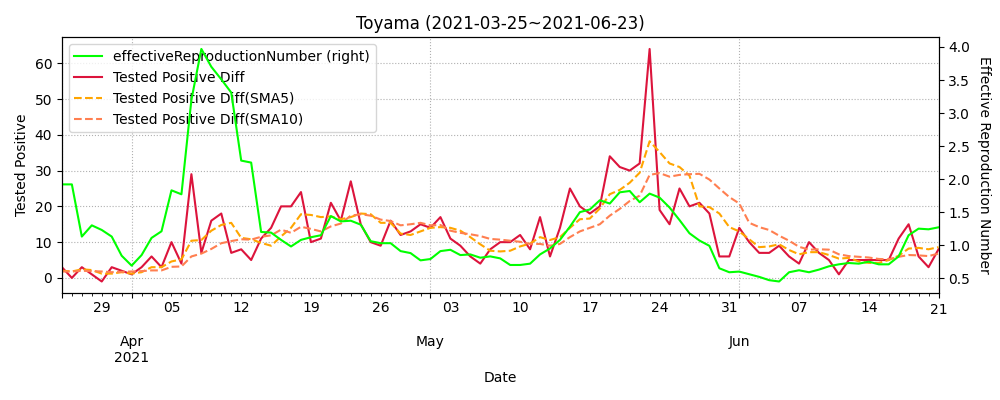 Toyama (2021-03-25~2021-06-23)
effectiveReproductionNumber (right)
Tested Positive Diff
Tested Positive Diff(SMA5)
Tested Positive Diff(SMA10)
Tested Positive
60
50
40
30
20
10
0
Effective Reproduction Number
4.0
3.5
3.0
2.5
2.0
1.5
1.0
0.5
29 05 12 19 26 03 10 17 24 31 07 14 21
Apr May Jun
2021
Date